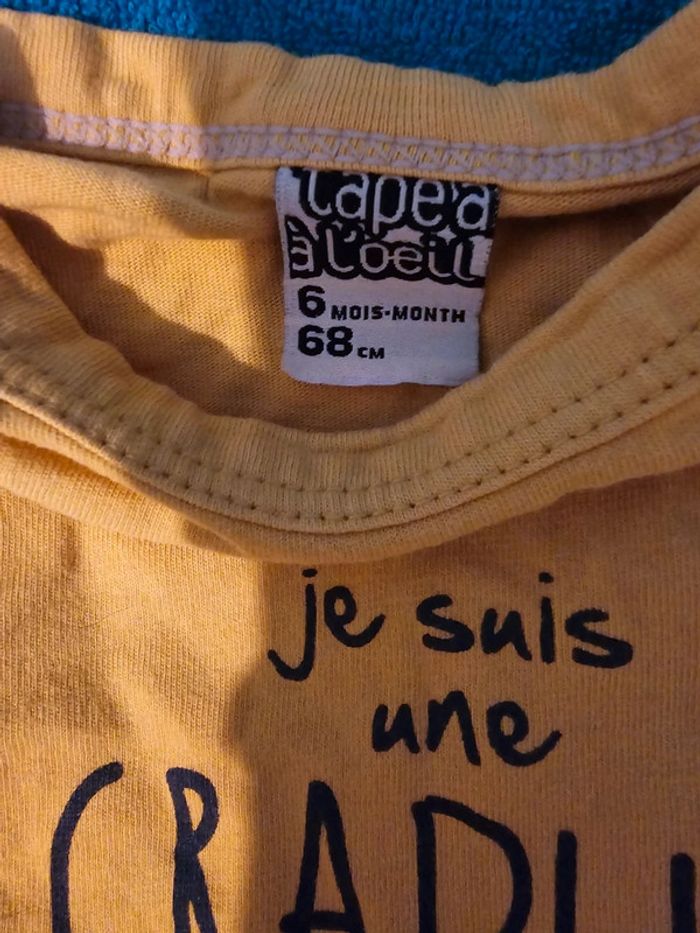 tape à
à l'oeil
6 MOIS-MONTH
68 CM
je suis
une